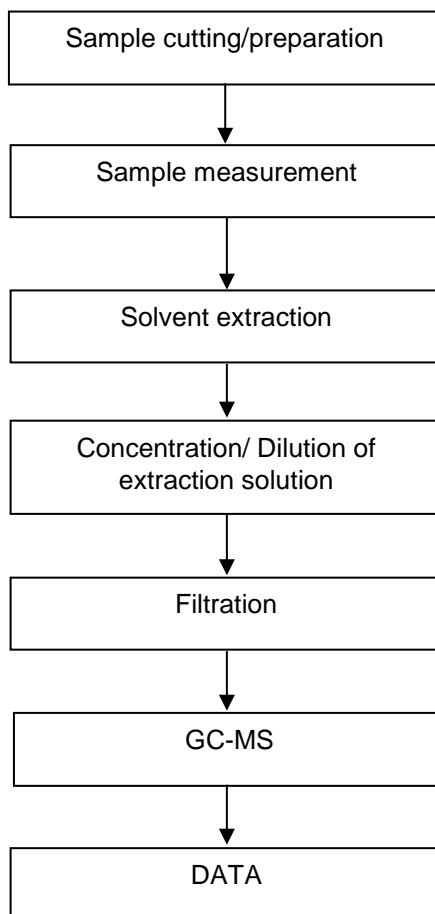 Sample cutting/preparation
Sample measurement
Solvent extraction
Concentration/ Dilution of
extraction solution
Filtration
GC-MS
DATA